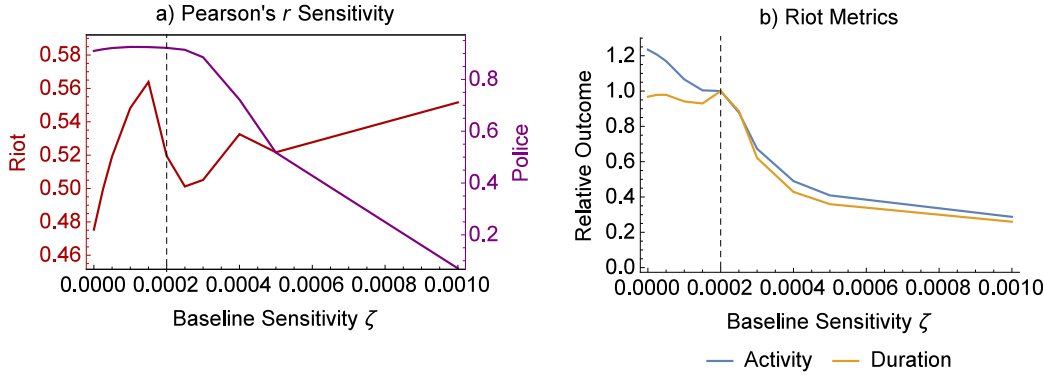 a) Pearson's r Sensitivity
0.58
0.56
0.54
0.52
0.50
0.48
0.46
Riot
0.8
0.6
0.4
0.2
Police
0.0000 0.0002 0.0004 0.0006 0.0008 0.0010
Baseline Sensitivity ζ
b) Riot Metrics
1.2
1.0
0.8
0.6
0.4
0.2
0.0
Relative Outcome
0.0000 0.0002 0.0004 0.0006 0.0008 0.0010
Baseline Sensitivity ζ
Activity Duration